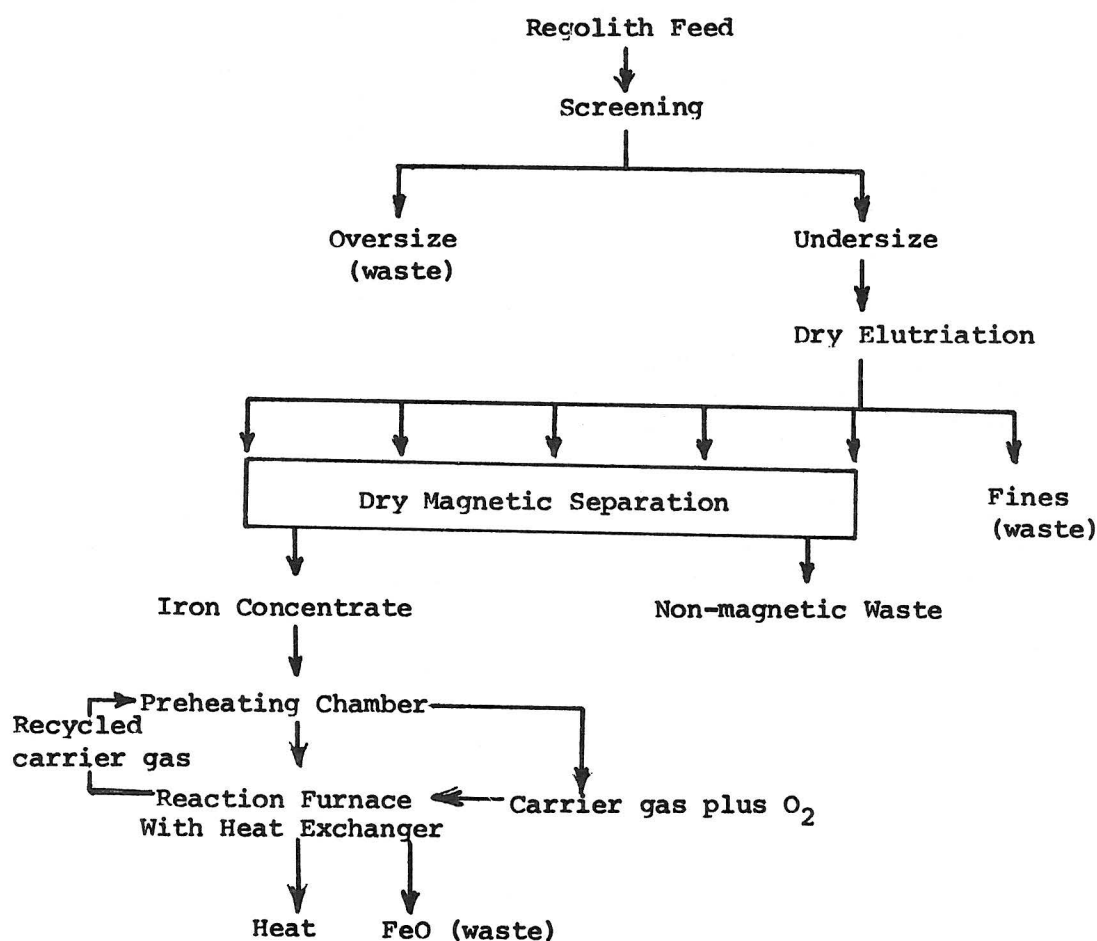 Regolith Feed
Screening
Oversize
(waste)
Undersize
Dry Elutriation
Dry Magnetic Separation
Fines
(waste)
Iron Concentrate
Non-magnetic Waste
Preheating Chamber
Recycled
carrier gas
Reaction Furnace
With Heat Exchanger
Carrier gas plus O₂
Heat
FeO (waste)